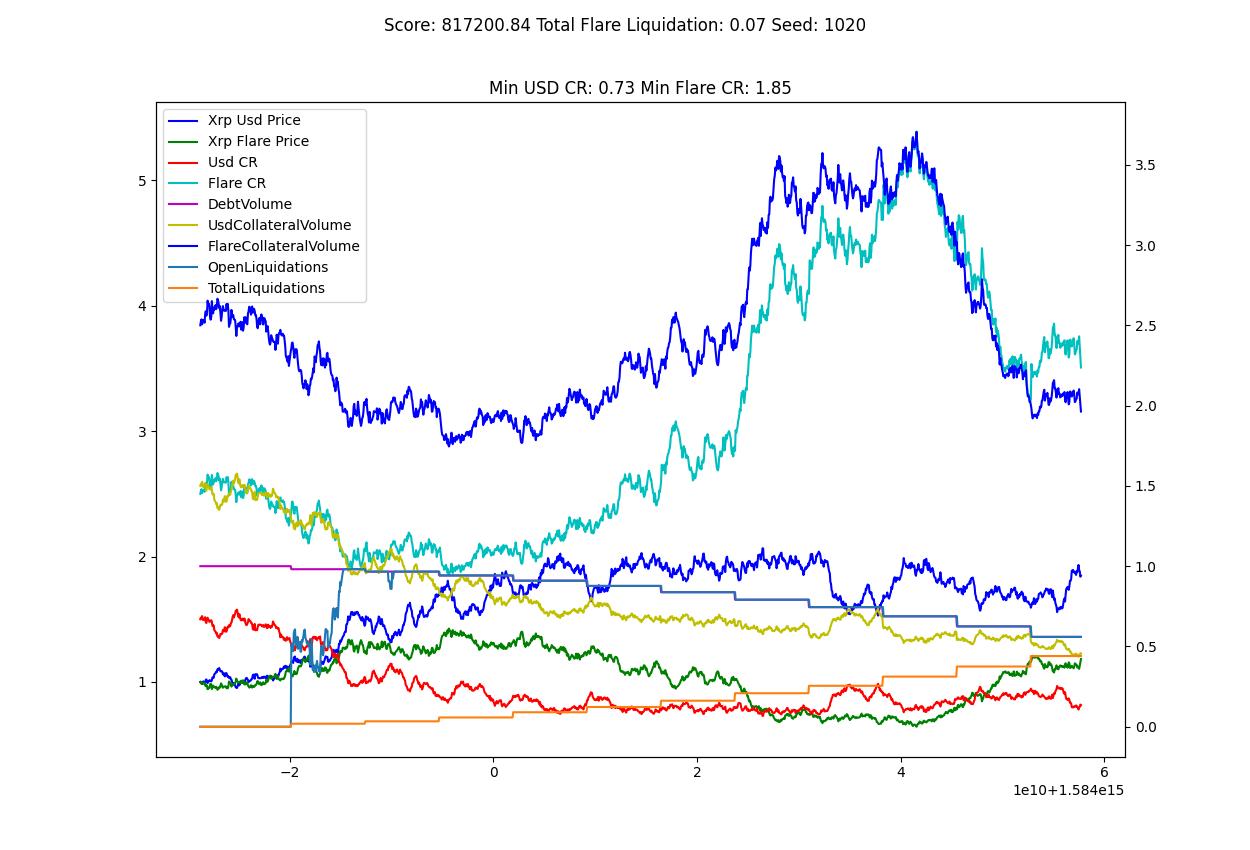 Score: 817200.84 Total Flare Liquidation: 0.07 Seed: 1020
Min USD CR: 0.73 Min Flare CR: 1.85
Xrp Usd Price
Xrp Flare Price
Usd CR
Flare CR
DebtVolume
UsdCollateralVolume
FlareCollateralVolume
OpenLiquidations
TotalLiquidations
5
4
3
2
1
3.5
3.0
2.5
2.0
1.5
1.0
0.5
0.0
−2 0 2 4 6
1e10+1.584e15